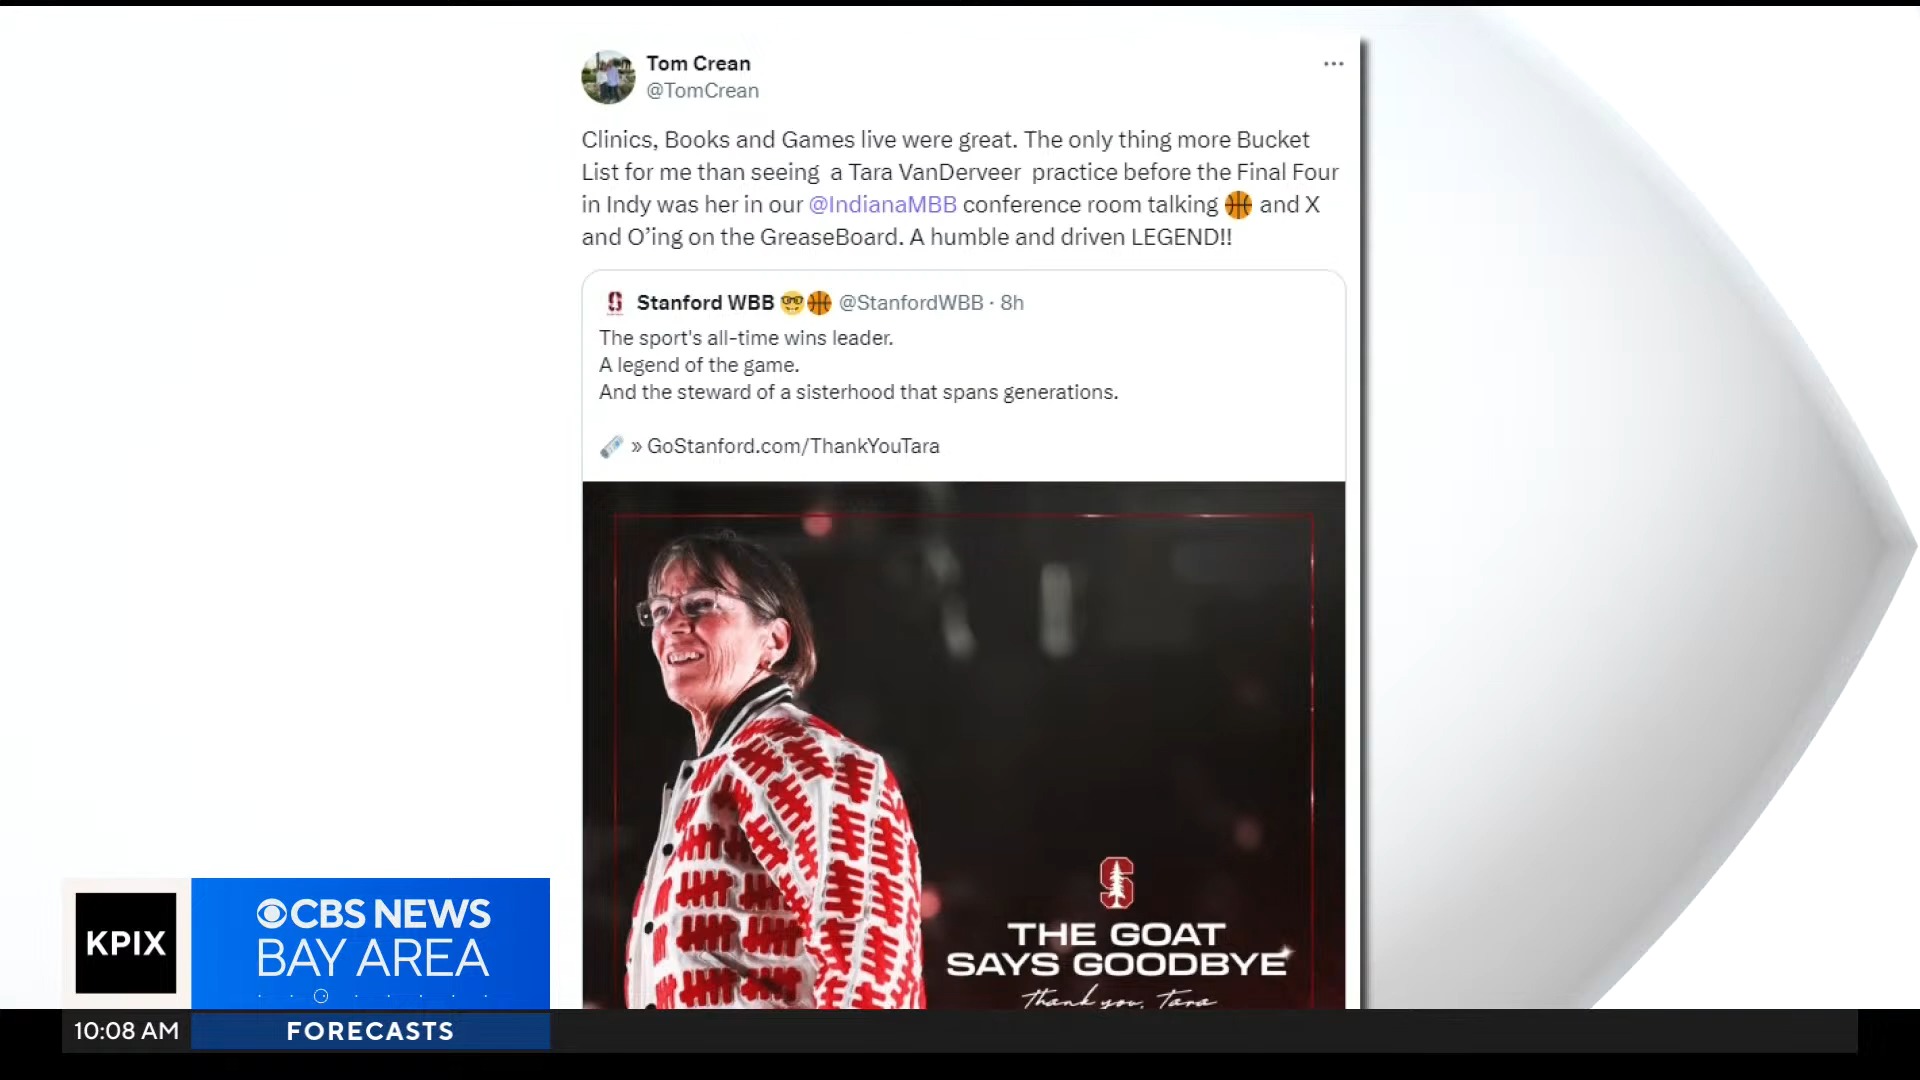 Tom Crean
@TomCrean
Clinics, Books and Games live were great. The only thing more Bucket
List for me than seeing a Tara VanDerveer practice before the Final Four
in Indy was her in our @IndianaMBB conference room talking 🏀 and X
and O’ing on the GreaseBoard. A humble and driven LEGEND!!
Stanford WBB 🤓🏀 @StanfordWBB · 8h
The sport's all-time wins leader.
A legend of the game.
And the steward of a sisterhood that spans generations.
🗞️ » GoStanford.com/ThankYouTara
S
THE GOAT
SAYS GOODBYE
Thank you, Tara
KPIX
CBS NEWS
BAY AREA
10:08 AM
FORECASTS